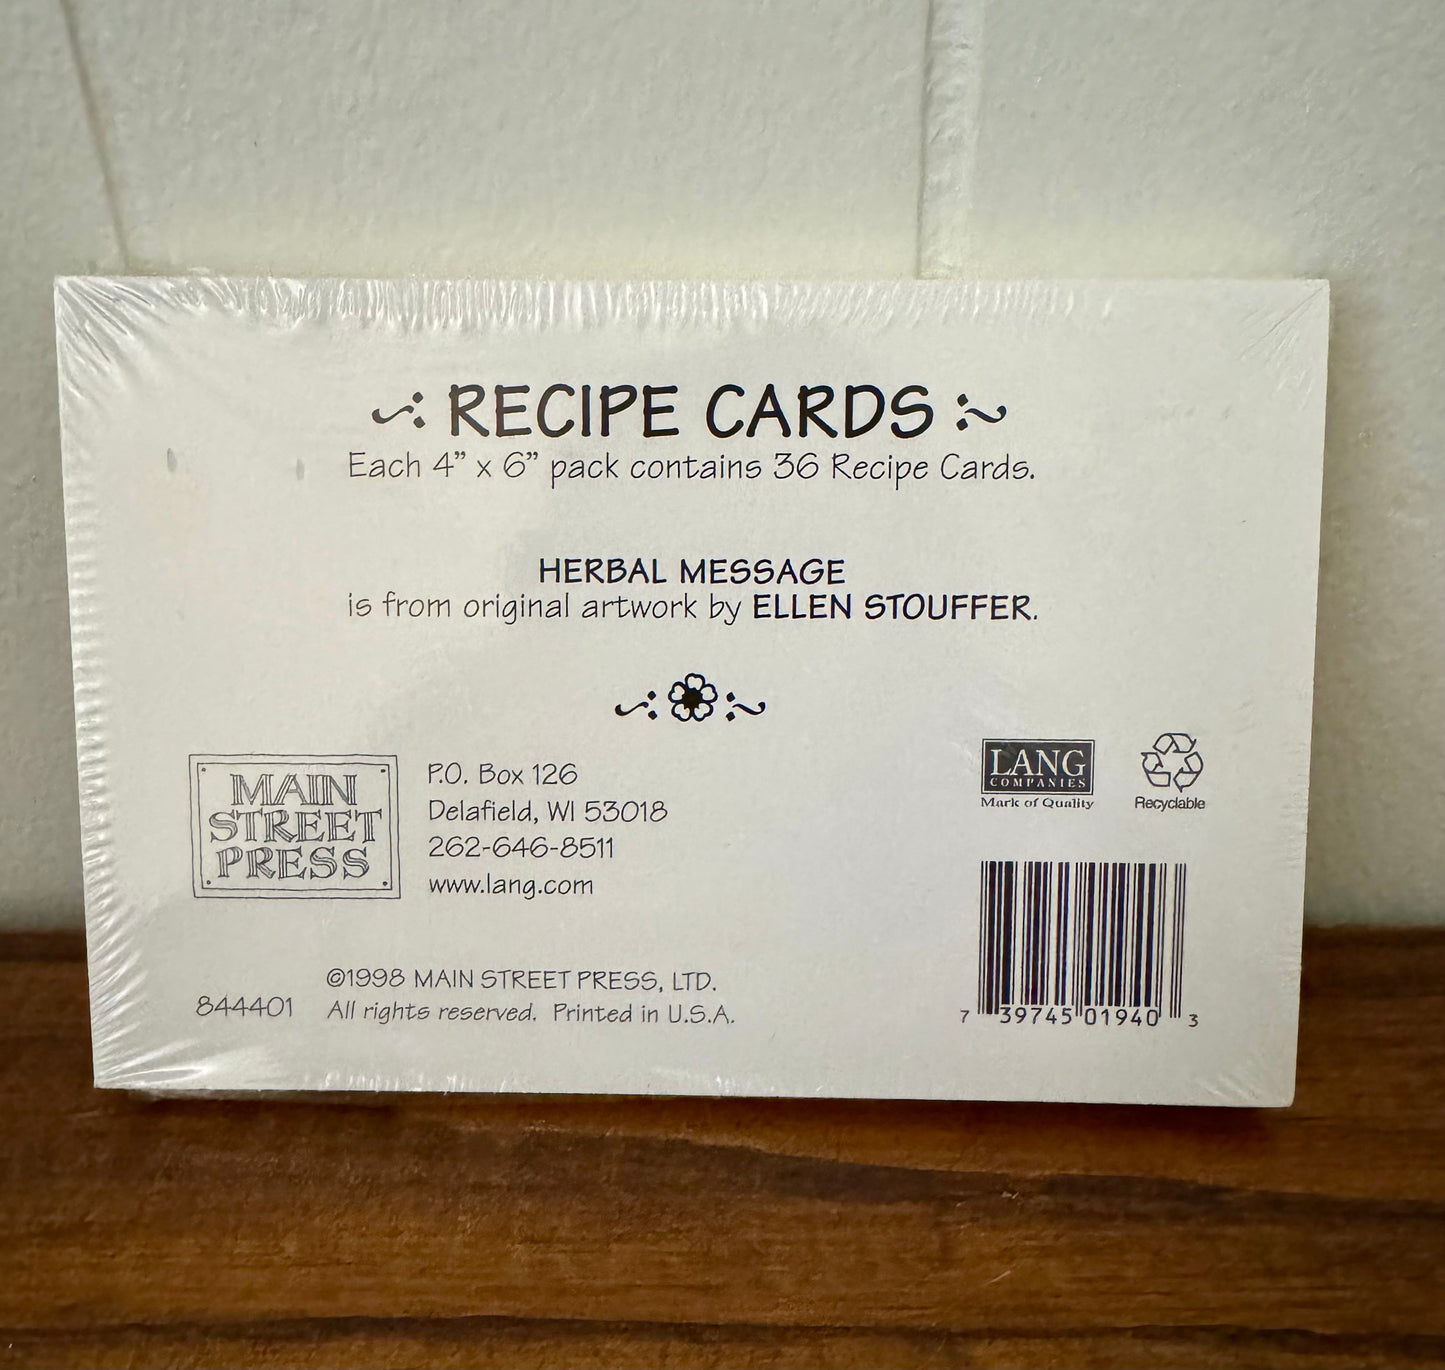 RECIPE CARDS
Each 4” x 6” pack contains 36 Recipe Cards.
HERBAL MESSAGE
is from original artwork by ELLEN STOUFFER.
MAIN
STREET
PRESS
P.O. Box 126
Delafield, WI 53018
262-646-8511
www.lang.com
LANG
COMPANIES
Mark of Quality
Recyclable
844401
©1998 MAIN STREET PRESS, LTD.
All rights reserved. Printed in U.S.A.
7 39745 01940 3